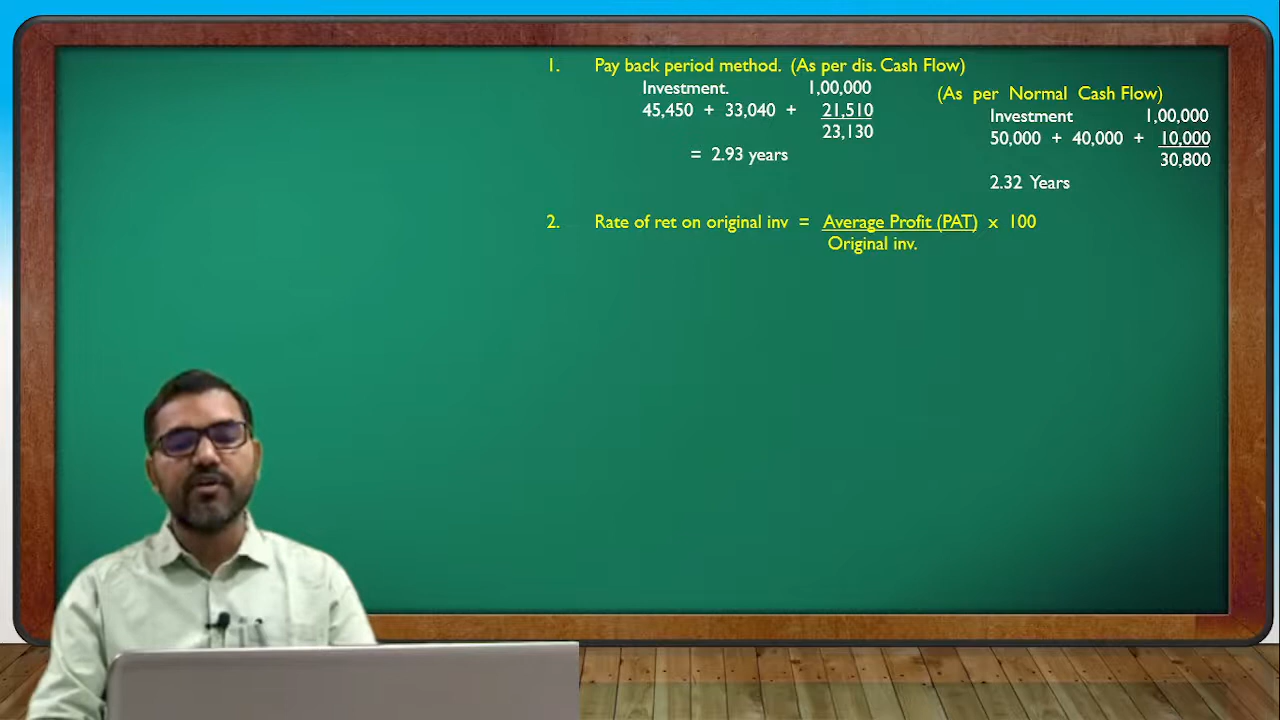 1. Pay back period method. (As per dis. Cash Flow)
Investment. 1,00,000
45,450 + 33,040 + 21,510
23,130
= 2.93 years
(As per Normal Cash Flow)
Investment 1,00,000
50,000 + 40,000 + 10,000
30,800
2.32 Years
2. Rate of ret on original inv = Average Profit (PAT) x 100
Original inv.